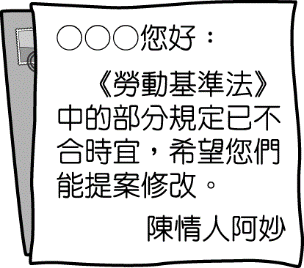 ○○○您好：
《勞動基準法》
中的部分規定已不
合時宜，希望您們
能提案修改。
陳情人阿妙